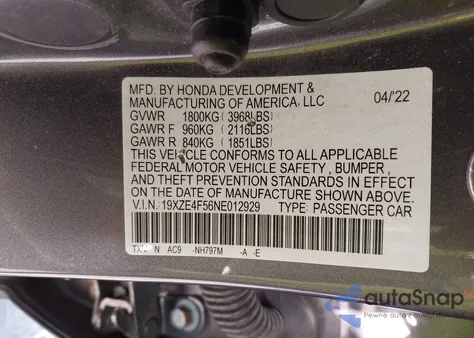 MFD. BY HONDA DEVELOPMENT &
MANUFACTURING OF AMERICA, LLC 04/'22
GVWR 1800KG ( 3968LBS)
GAWR F 960KG ( 2116LBS)
GAWR R 840KG ( 1851LBS)
THIS VEHICLE CONFORMS TO ALL APPLICABLE
FEDERAL MOTOR VEHICLE SAFETY , BUMPER ,
AND THEFT PREVENTION STANDARDS IN EFFECT
ON THE DATE OF MANUFACTURE SHOWN ABOVE.
V.I.N.: 19XZE4F56NE012929 TYPE: PASSENGER CAR
AC9 -NH797M -A -E
autoSnap
Pewne auto z